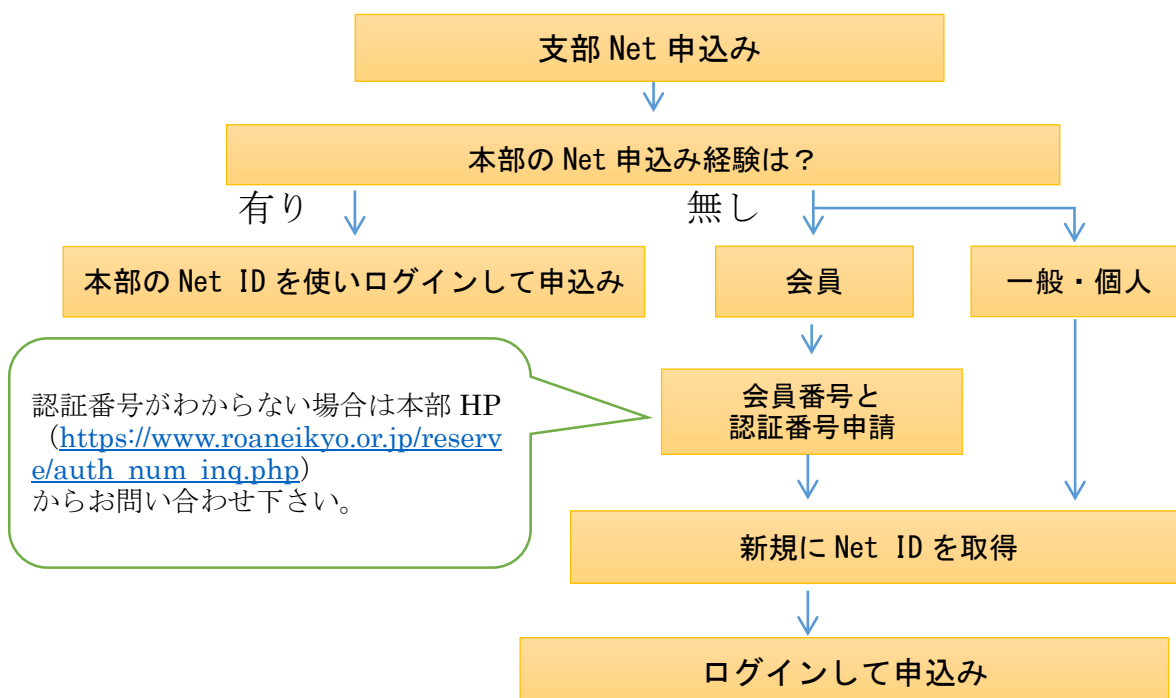 支部 Net 申込み
本部の Net 申込み経験は？
有り
無し
本部の Net ID を使いログインして申込み
会員
一般・個人
認証番号がわからない場合は本部 HP
（https://www.roaneikyo.or.jp/reserv
e/auth_num_inq.php）
からお問い合わせ下さい。
会員番号と
認証番号申請
新規に Net ID を取得
ログインして申込み